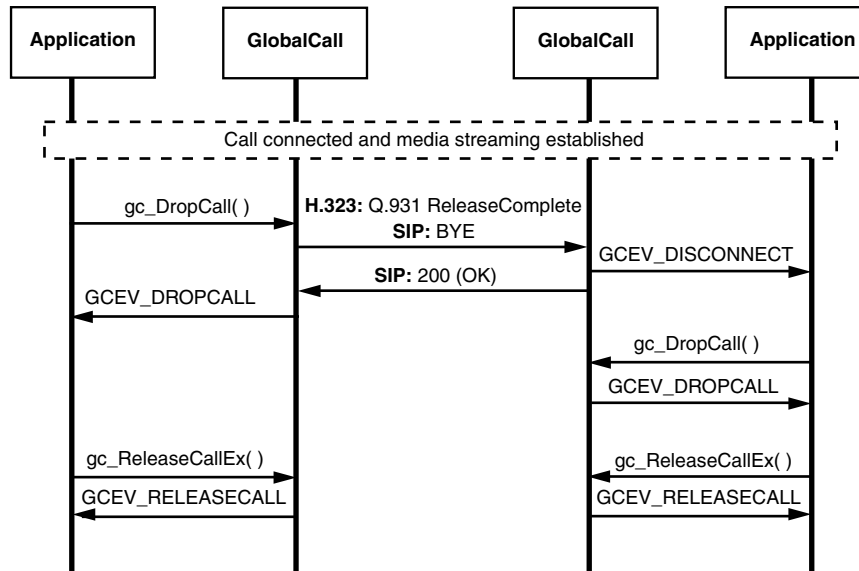 Application
GlobalCall
GlobalCall
Application
Call connected and media streaming established
gc_DropCall( )
H.323: Q.931 ReleaseComplete
SIP: BYE
GCEV_DISCONNECT
SIP: 200 (OK)
GCEV_DROPCALL
gc_DropCall( )
GCEV_DROPCALL
gc_ReleaseCallEx( )
gc_ReleaseCallEx( )
GCEV_RELEASECALL
GCEV_RELEASECALL